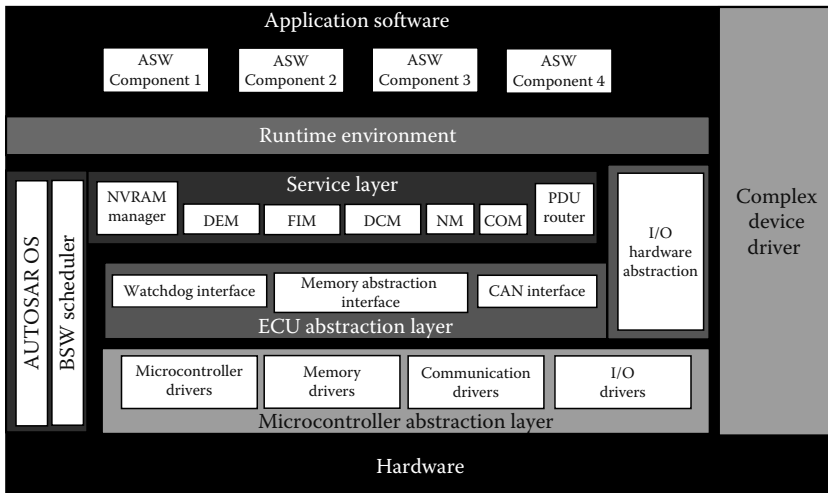 Application software
ASW
Component 1
ASW
Component 2
ASW
Component 3
ASW
Component 4
Runtime environment
AUTOSAR OS
BSW scheduler
Service layer
NVRAM
manager
DEM
FIM
DCM
NM
COM
PDU
router
I/O
hardware
abstraction
Complex
device
driver
Watchdog interface
Memory abstraction
interface
CAN interface
ECU abstraction layer
Microcontroller
drivers
Memory
drivers
Communication
drivers
I/O
drivers
Microcontroller abstraction layer
Hardware